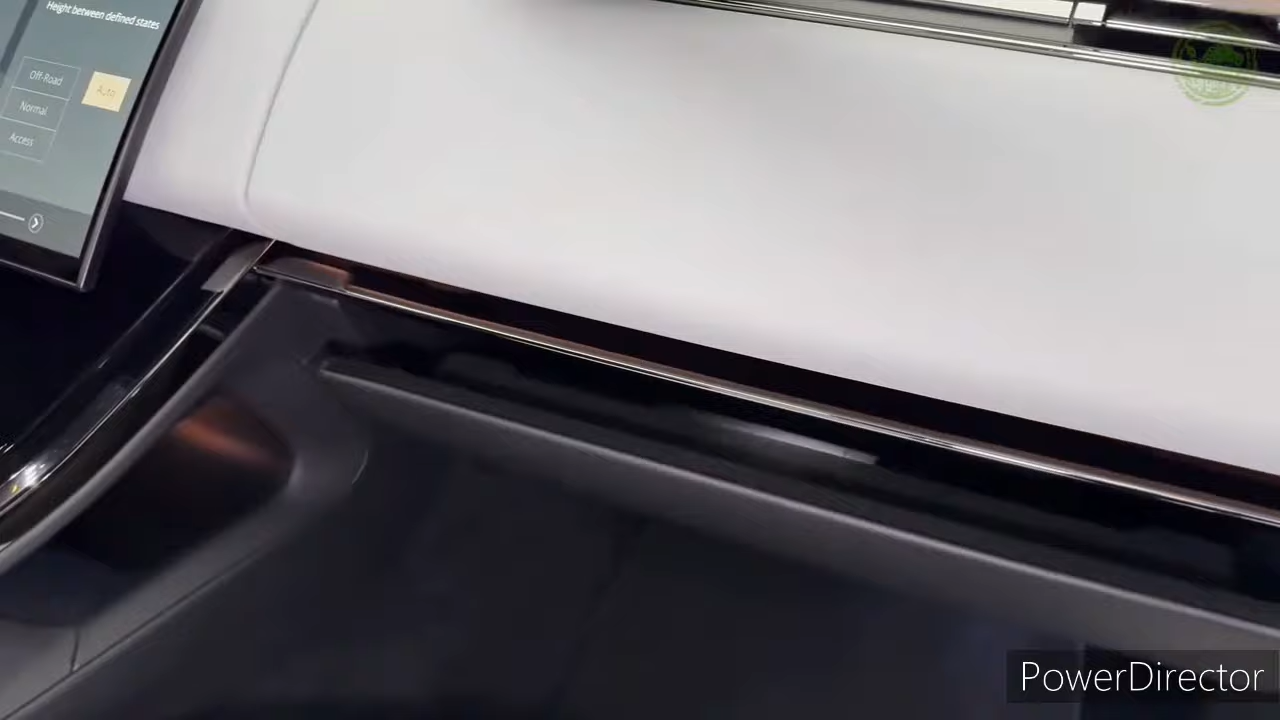 Height between defined states
Off-Road
Auto
Normal
Access
PowerDirector